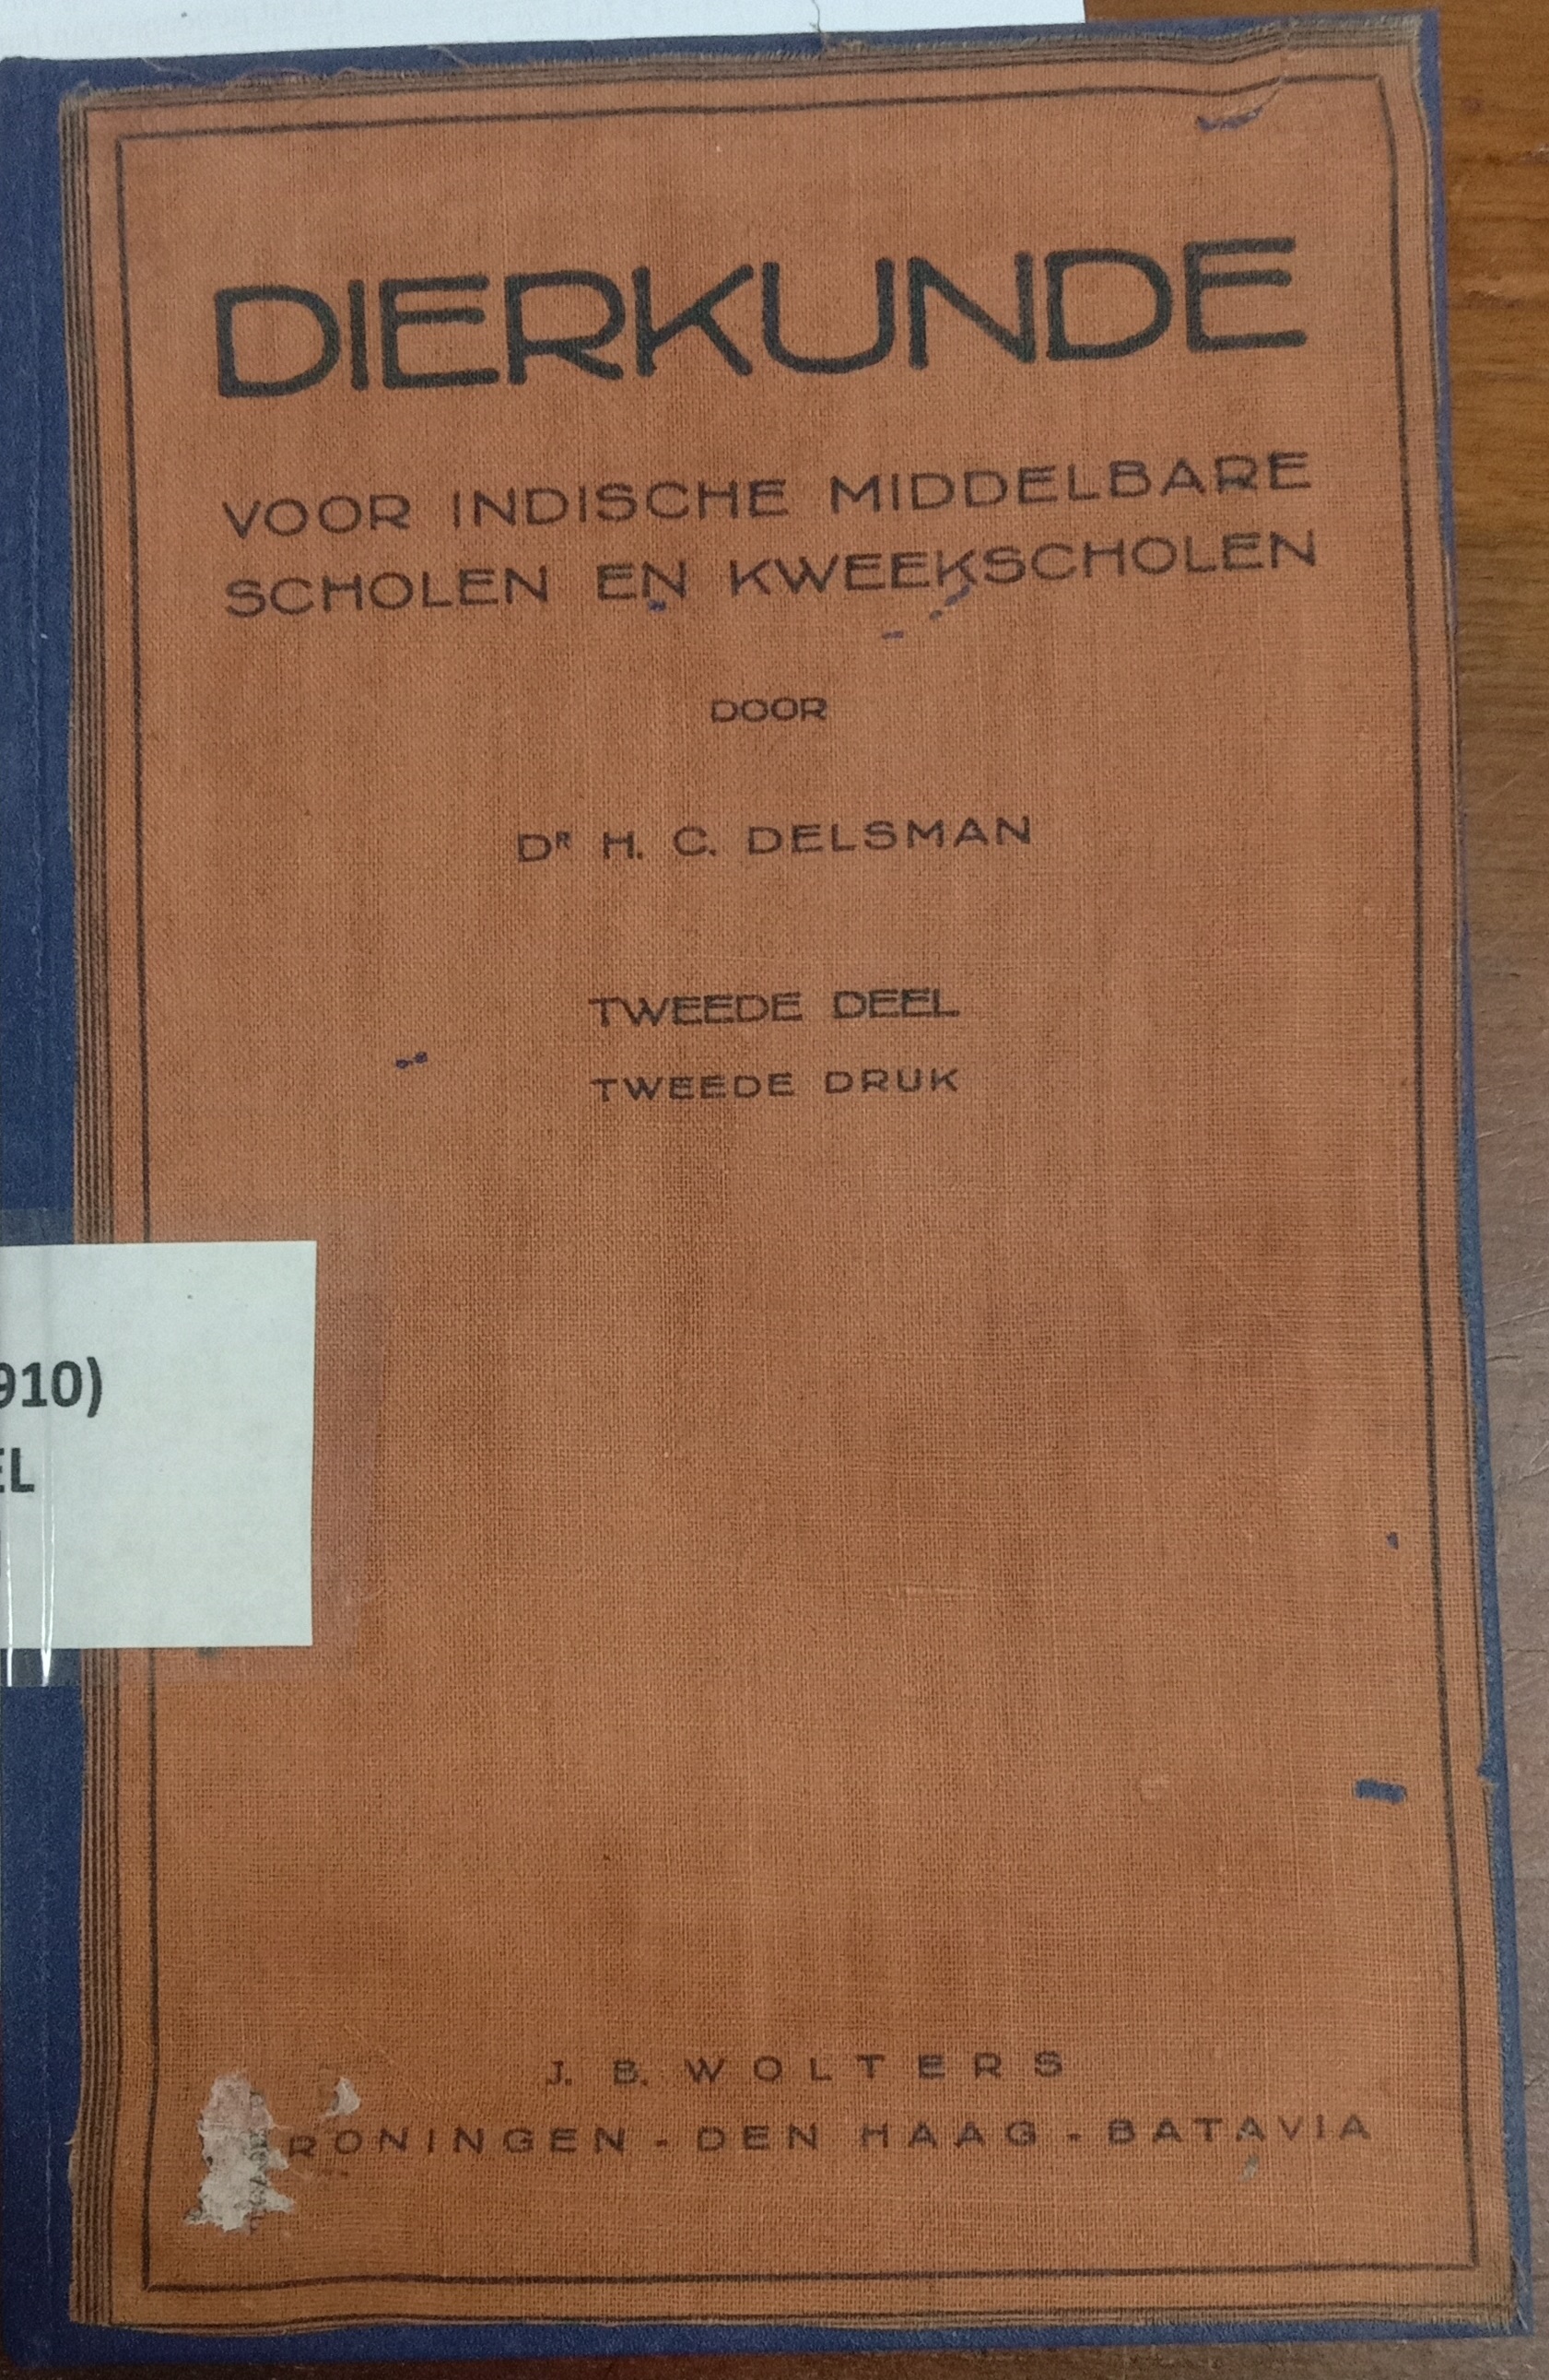 DIERKUNDE
VOOR INDISCHE MIDDELBARE
SCHOLEN EN KWEEKSCHOLEN
DOOR
DR H. C. DELSMAN
TWEEDE DEEL
TWEEDE DRUK
910)
EL
J. B. WOLTERS
RONINGEN - DEN HAAG - BATAVIA